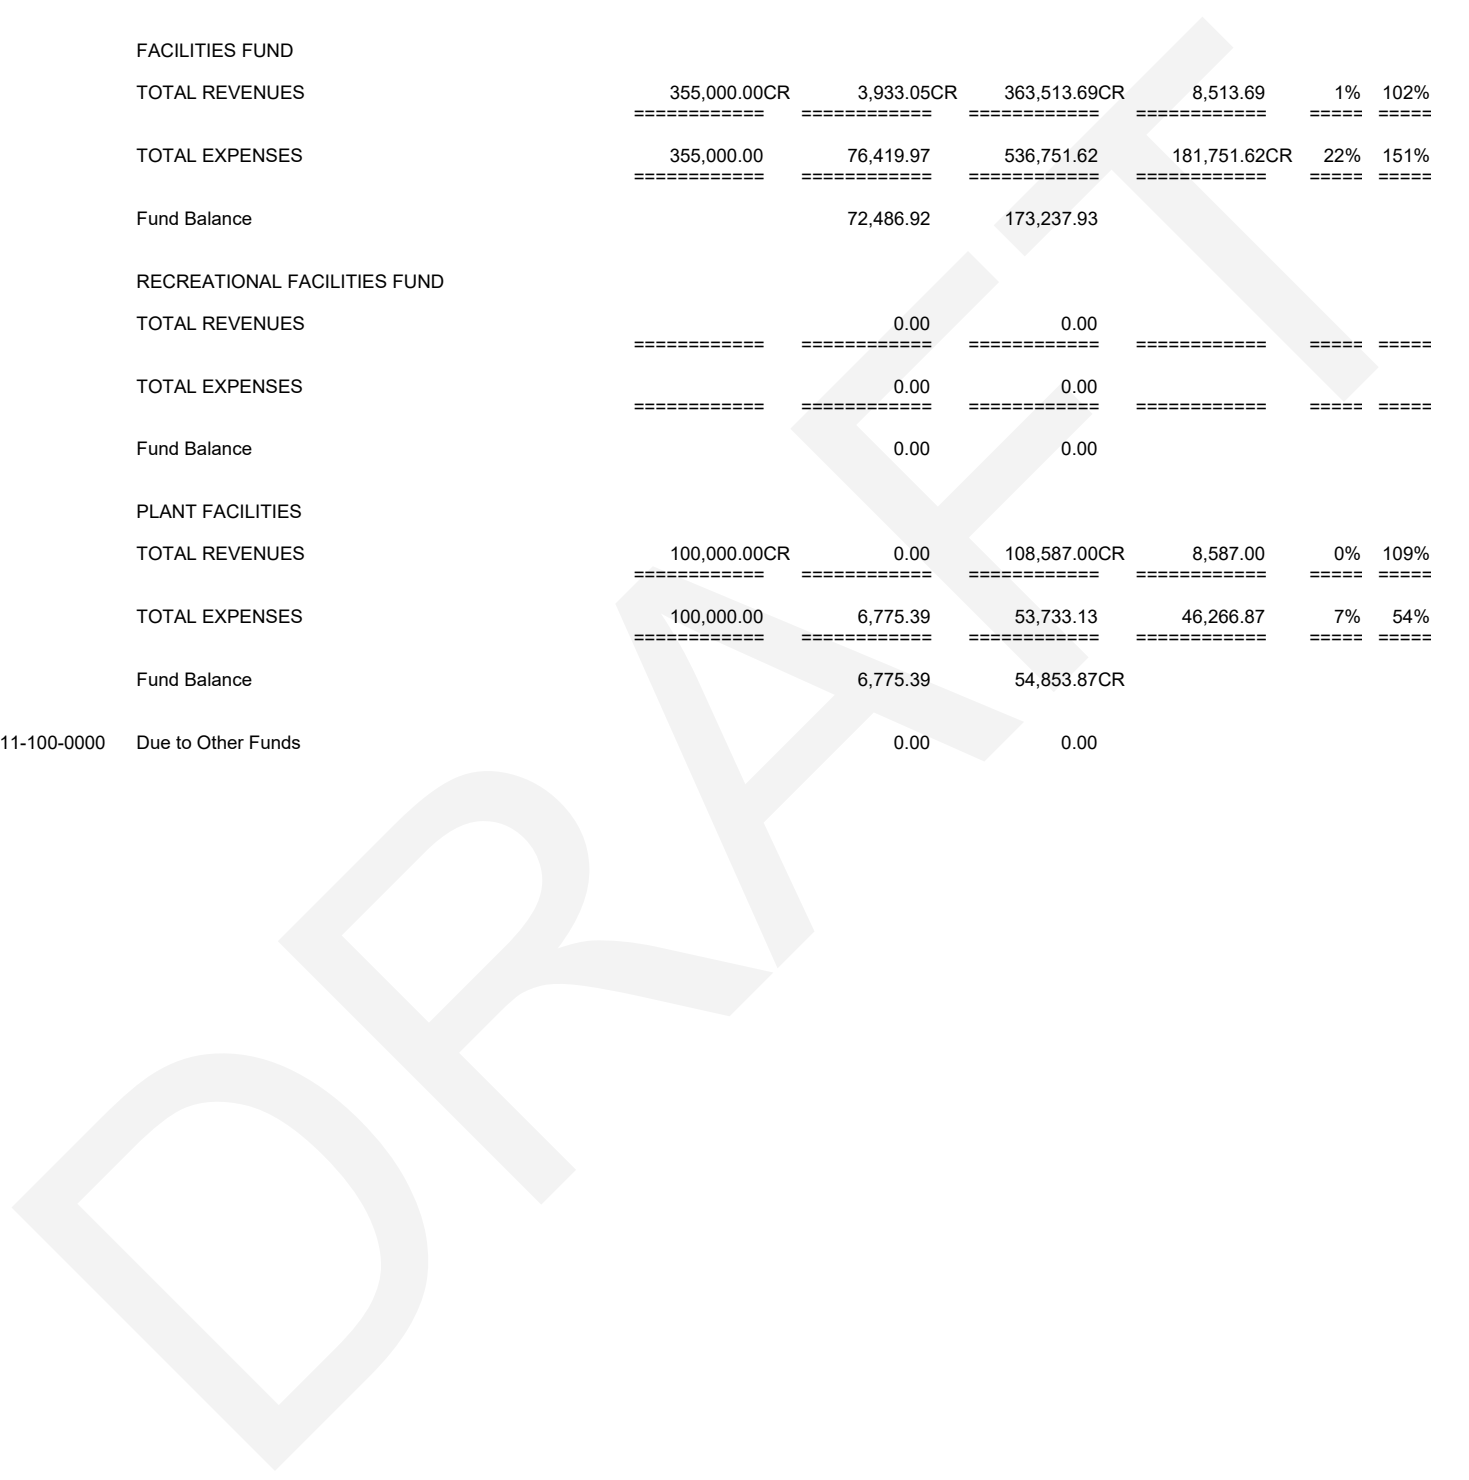 FACILITIES FUND
TOTAL REVENUES 355,000.00CR 3,933.05CR 363,513.69CR 8,513.69 1% 102%
============ ============ ============ ============ ===== =====
TOTAL EXPENSES 355,000.00 76,419.97 536,751.62 181,751.62CR 22% 151%
============ ============ ============ ============ ===== =====
Fund Balance 72,486.92 173,237.93
RECREATIONAL FACILITIES FUND
TOTAL REVENUES 0.00 0.00
============ ============ ============ ============ ===== =====
TOTAL EXPENSES 0.00 0.00
============ ============ ============ ============ ===== =====
Fund Balance 0.00 0.00
PLANT FACILITIES
TOTAL REVENUES 100,000.00CR 0.00 108,587.00CR 8,587.00 0% 109%
============ ============ ============ ============ ===== =====
TOTAL EXPENSES 100,000.00 6,775.39 53,733.13 46,266.87 7% 54%
============ ============ ============ ============ ===== =====
Fund Balance 6,775.39 54,853.87CR
11-100-0000 Due to Other Funds 0.00 0.00
DRAFT